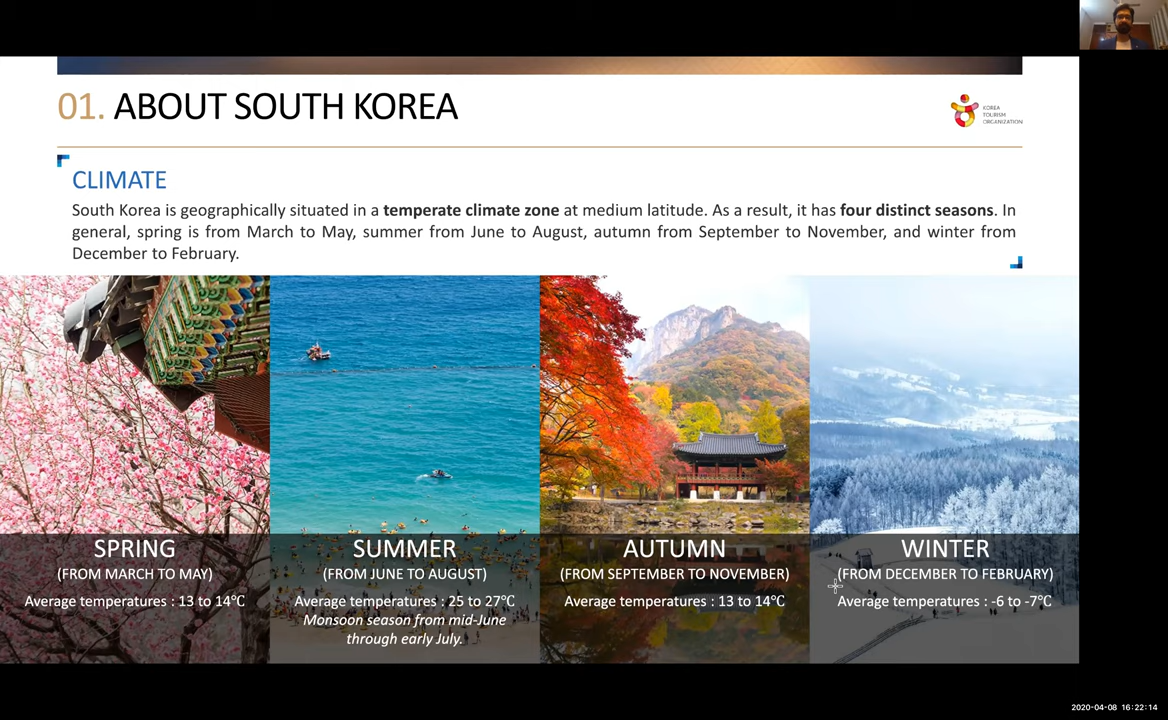 01. ABOUT SOUTH KOREA
KOREA
TOURISM
ORGANIZATION
CLIMATE
South Korea is geographically situated in a temperate climate zone at medium latitude. As a result, it has four distinct seasons. In
general, spring is from March to May, summer from June to August, autumn from September to November, and winter from
December to February.
SPRING
(FROM MARCH TO MAY)
Average temperatures : 13 to 14℃
SUMMER
(FROM JUNE TO AUGUST)
Average temperatures : 25 to 27℃
Monsoon season from mid-June
through early July.
AUTUMN
(FROM SEPTEMBER TO NOVEMBER)
Average temperatures : 13 to 14℃
WINTER
(FROM DECEMBER TO FEBRUARY)
Average temperatures : -6 to -7℃
2020-04-08 16:22:14